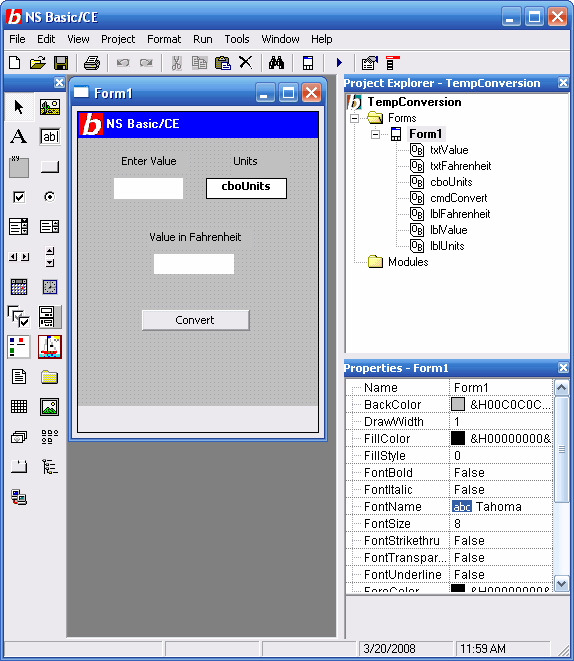 b NS Basic/CE
File Edit View Project Format Run Tools Window Help
A ab|
xy
Form1
b NS Basic/CE
Enter Value Units
cboUnits
Value in Fahrenheit
Convert
Project Explorer - TempConversion
b TempConversion
Forms
Form1
txtValue
txtFahrenheit
cboUnits
cmdConvert
lblFahrenheit
lblValue
lblUnits
Modules
Properties - Form1
Name Form1
BackColor &H00C0C0C...
DrawWidth 1
FillColor &H00000000&
FillStyle 0
FontBold False
FontItalic False
FontName abc Tahoma
FontSize 8
FontStrikethru False
FontTranspar... False
FontUnderline False
ForeColor &H00000000&
3/20/2008 11:59 AM